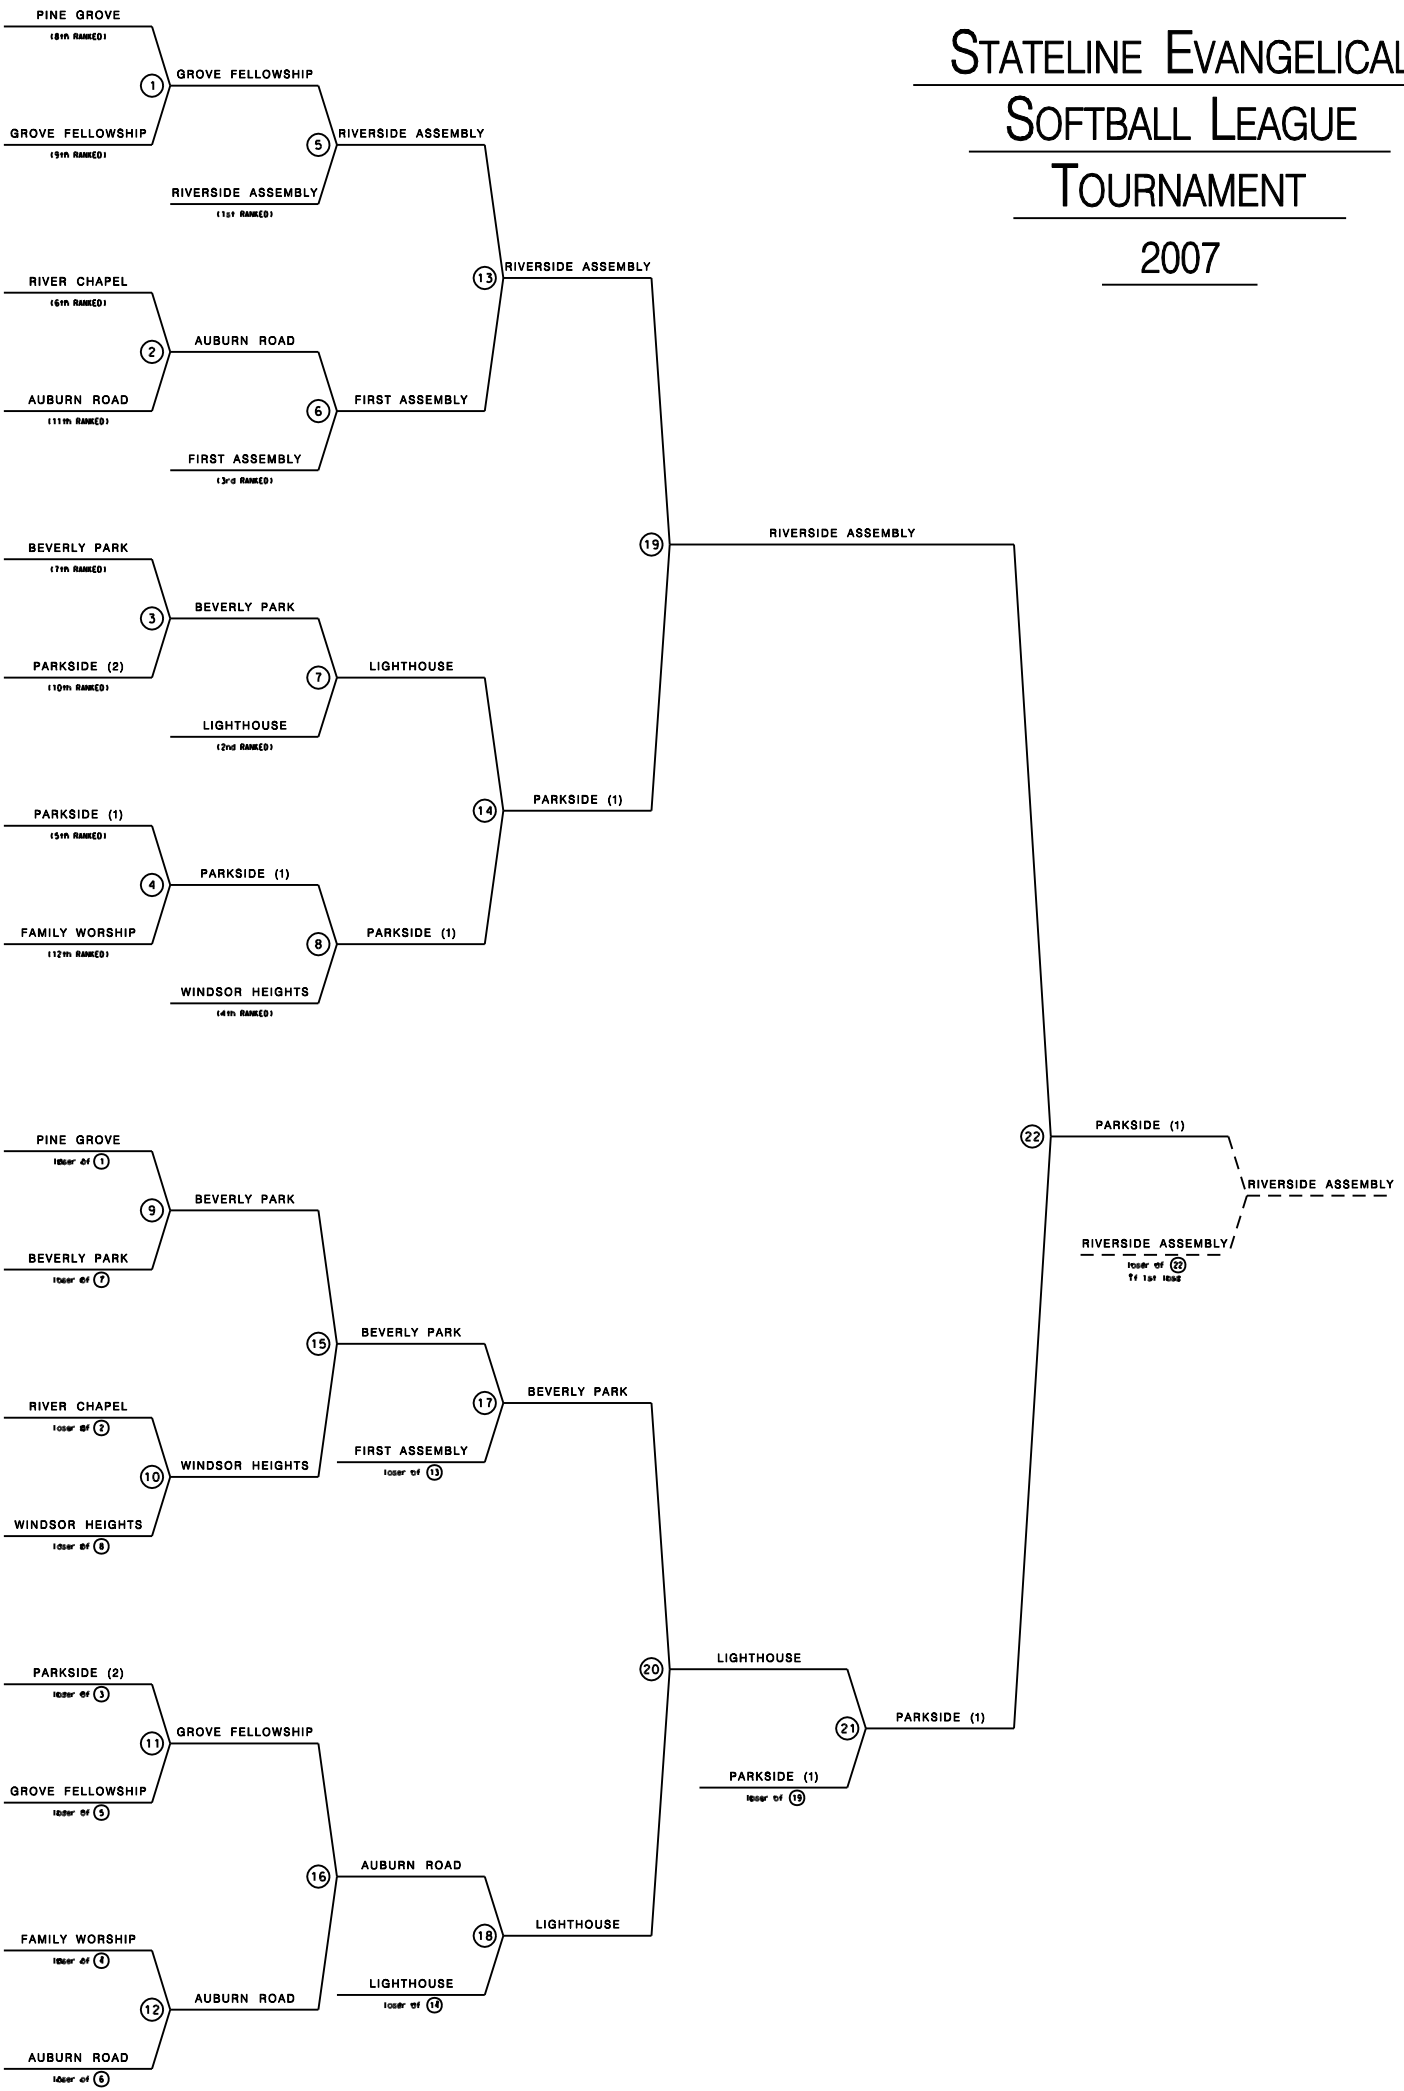 STATELINE EVANGELICAL
SOFTBALL LEAGUE
TOURNAMENT
2007
PINE GROVE
(8th RANKED)
1
GROVE FELLOWSHIP
GROVE FELLOWSHIP
(9th RANKED)
5
RIVERSIDE ASSEMBLY
RIVERSIDE ASSEMBLY
(1st RANKED)
13
RIVERSIDE ASSEMBLY
RIVER CHAPEL
(6th RANKED)
2
AUBURN ROAD
AUBURN ROAD
(11th RANKED)
6
FIRST ASSEMBLY
FIRST ASSEMBLY
(3rd RANKED)
19
RIVERSIDE ASSEMBLY
BEVERLY PARK
(7th RANKED)
3
BEVERLY PARK
PARKSIDE (2)
(10th RANKED)
7
LIGHTHOUSE
LIGHTHOUSE
(2nd RANKED)
14
PARKSIDE (1)
PARKSIDE (1)
(5th RANKED)
4
PARKSIDE (1)
FAMILY WORSHIP
(12th RANKED)
8
PARKSIDE (1)
WINDSOR HEIGHTS
(4th RANKED)
22
PARKSIDE (1)
RIVERSIDE ASSEMBLY
RIVERSIDE ASSEMBLY
loser of 22
if 1st loss
PINE GROVE
loser of 1
9
BEVERLY PARK
BEVERLY PARK
loser of 7
15
BEVERLY PARK
RIVER CHAPEL
loser of 2
10
WINDSOR HEIGHTS
WINDSOR HEIGHTS
loser of 8
17
BEVERLY PARK
FIRST ASSEMBLY
loser of 13
20
LIGHTHOUSE
21
PARKSIDE (1)
PARKSIDE (1)
loser of 19
PARKSIDE (2)
loser of 3
11
GROVE FELLOWSHIP
GROVE FELLOWSHIP
loser of 5
16
AUBURN ROAD
18
LIGHTHOUSE
LIGHTHOUSE
loser of 14
FAMILY WORSHIP
loser of 4
12
AUBURN ROAD
AUBURN ROAD
loser of 6